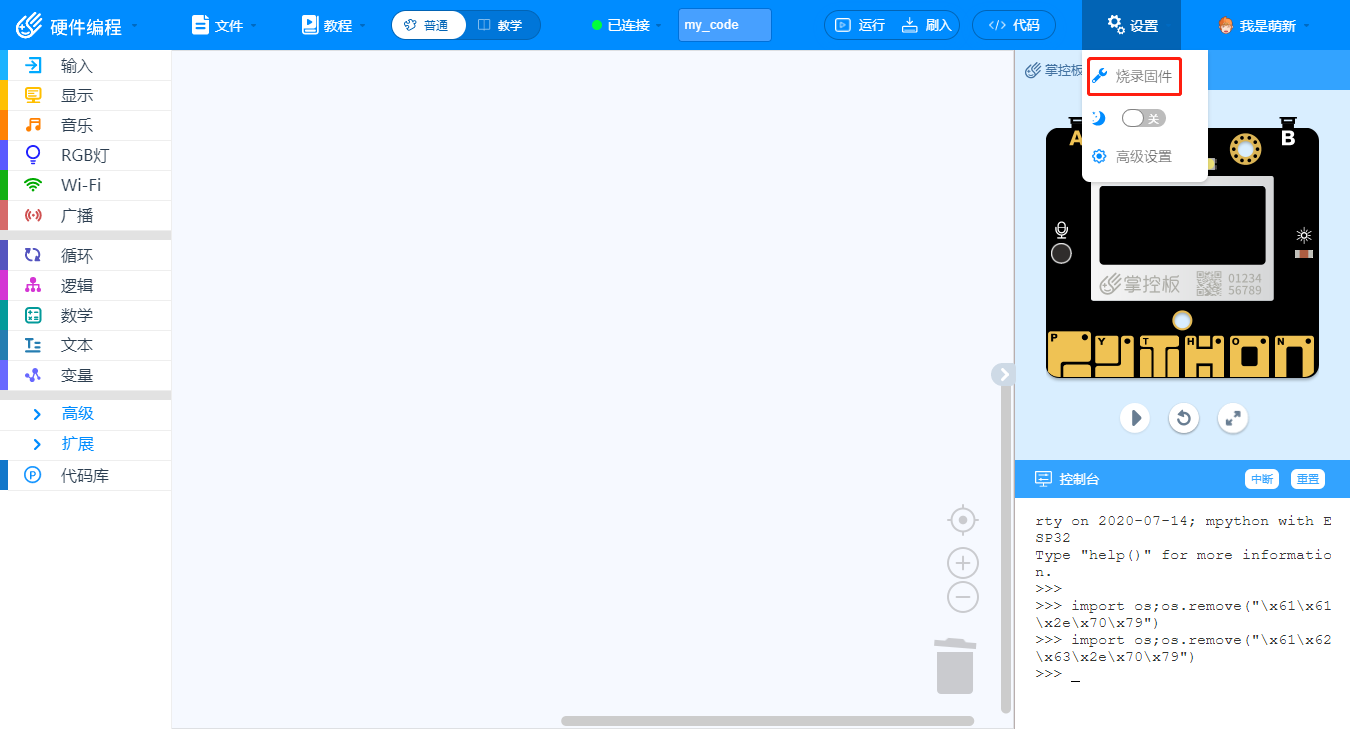 硬件编程
文件
教程
普通
教学
已连接
my_code
运行
刷入
代码
设置
我是萌新
输入
显示
音乐
RGB灯
Wi-Fi
广播
循环
逻辑
数学
文本
变量
高级
扩展
代码库
掌控板
烧录固件
关
高级设置
A
B
掌控板
01234
56789
P Y T H O N
PYTHON
控制台
中断
重置
rty on 2020-07-14; mpython with E
SP32
Type "help()" for more informatio
n.
>>>
>>> import os;os.remove("\x61\x61
\x2e\x70\x79")
>>> import os;os.remove("\x61\x62
\x63\x2e\x70\x79")
>>> _